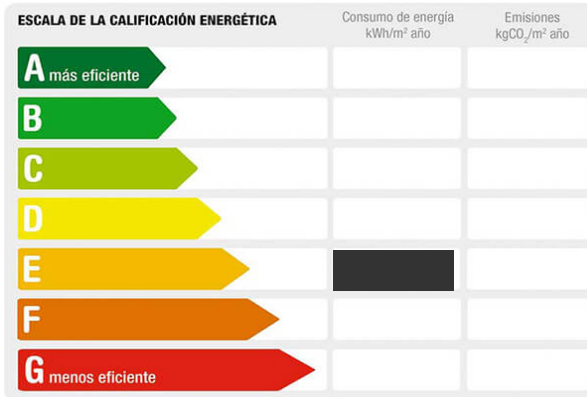 ESCALA DE LA CALIFICACIÓN ENERGÉTICA
Consumo de energía
kWh/m² año
Emisiones
kgCO₂/m² año
A más eficiente
B
C
D
E
F
G menos eficiente